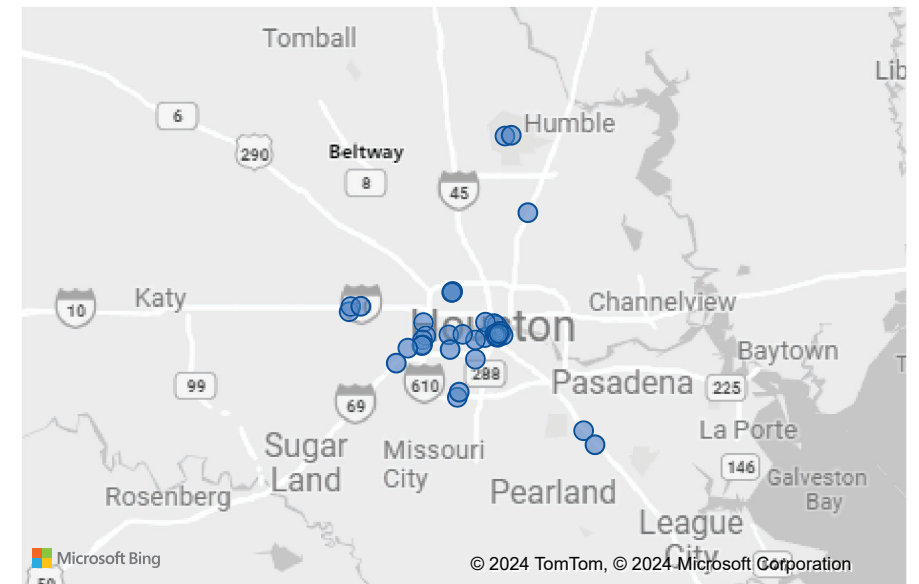 Tomball
Lib
6
Humble
290
Beltway
8
45
Katy
10
Channelview
Houston
Baytown
99
610
288
Pasadena
225
69
La Porte
Sugar
Land
Missouri
City
146
Galveston
Bay
Rosenberg
Pearland
League
City
Microsoft Bing
© 2024 TomTom, © 2024 Microsoft Corporation